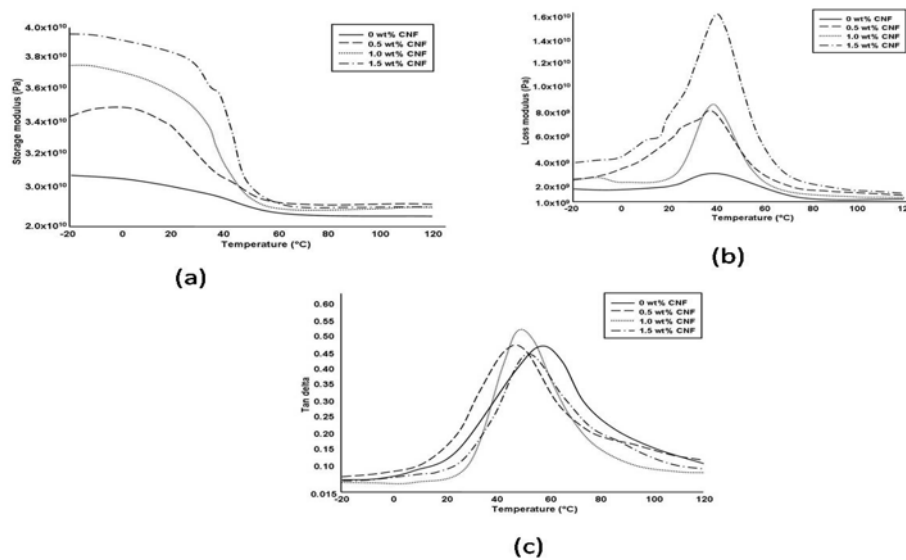 4.0x10¹⁰
3.6x10¹⁰
3.4x10¹⁰
3.2x10¹⁰
3.0x10¹⁰
2.0x10¹⁰
Storage modulus (Pa)
-20 0 20 40 60 80 100 120
Temperature (°C)
0 wt% CNF
0.5 wt% CNF
1.0 wt% CNF
1.5 wt% CNF
(a)
1.6x10¹⁰
1.4x10¹⁰
1.0x10¹⁰
8.0x10⁹
6.0x10⁹
4.0x10⁹
2.0x10⁹
1.0x10⁹
Loss modulus (Pa)
-20 0 20 40 60 80 100 120
Temperature (°C)
0 wt% CNF
0.5 wt% CNF
1.0 wt% CNF
1.5 wt% CNF
(b)
0.60
0.55
0.50
0.45
0.40
0.35
0.30
0.25
0.20
0.15
0.10
0.015
Tan delta
-20 0 20 40 60 80 100 120
Temperature (°C)
0 wt% CNF
0.5 wt% CNF
1.0 wt% CNF
1.5 wt% CNF
(c)